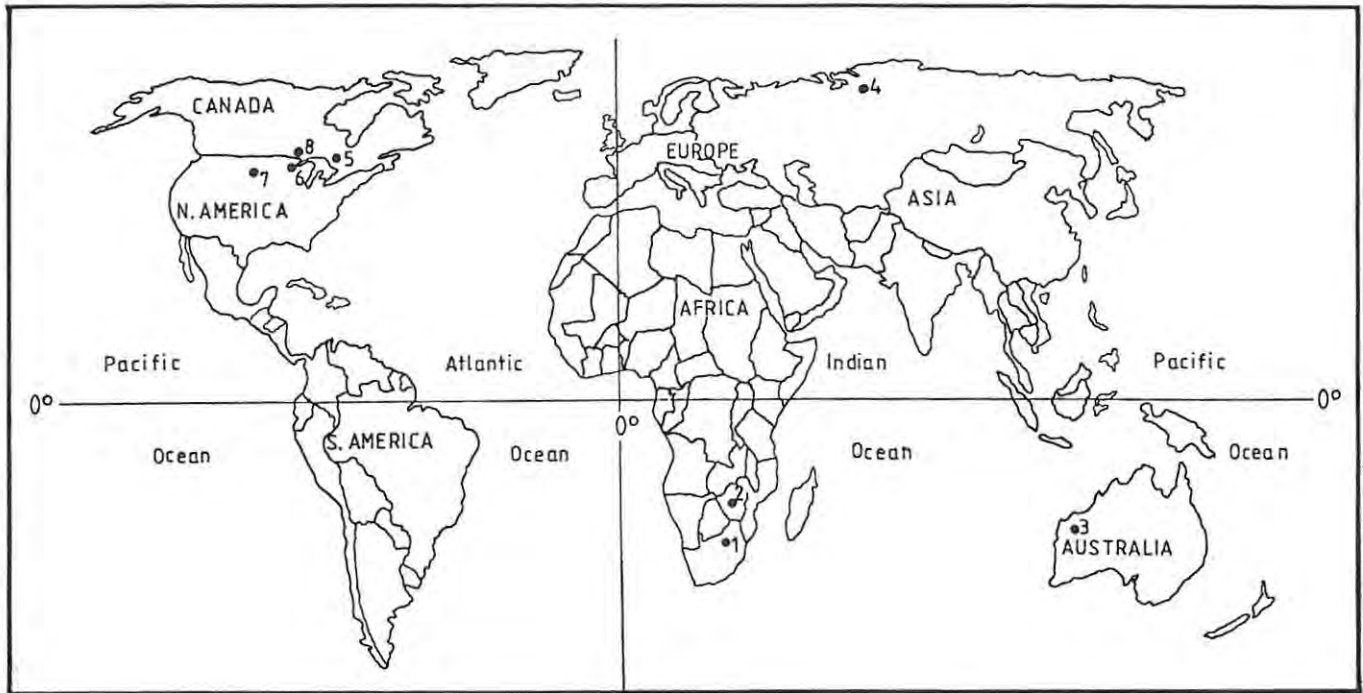 CANADA
4
8
5
EUROPE
7
6
ASIA
N. AMERICA
AFRICA
Pacific
Atlantic
Indian
Pacific
0°
0°
0°
S. AMERICA
Ocean
Ocean
Ocean
Ocean
2
3
1
AUSTRALIA